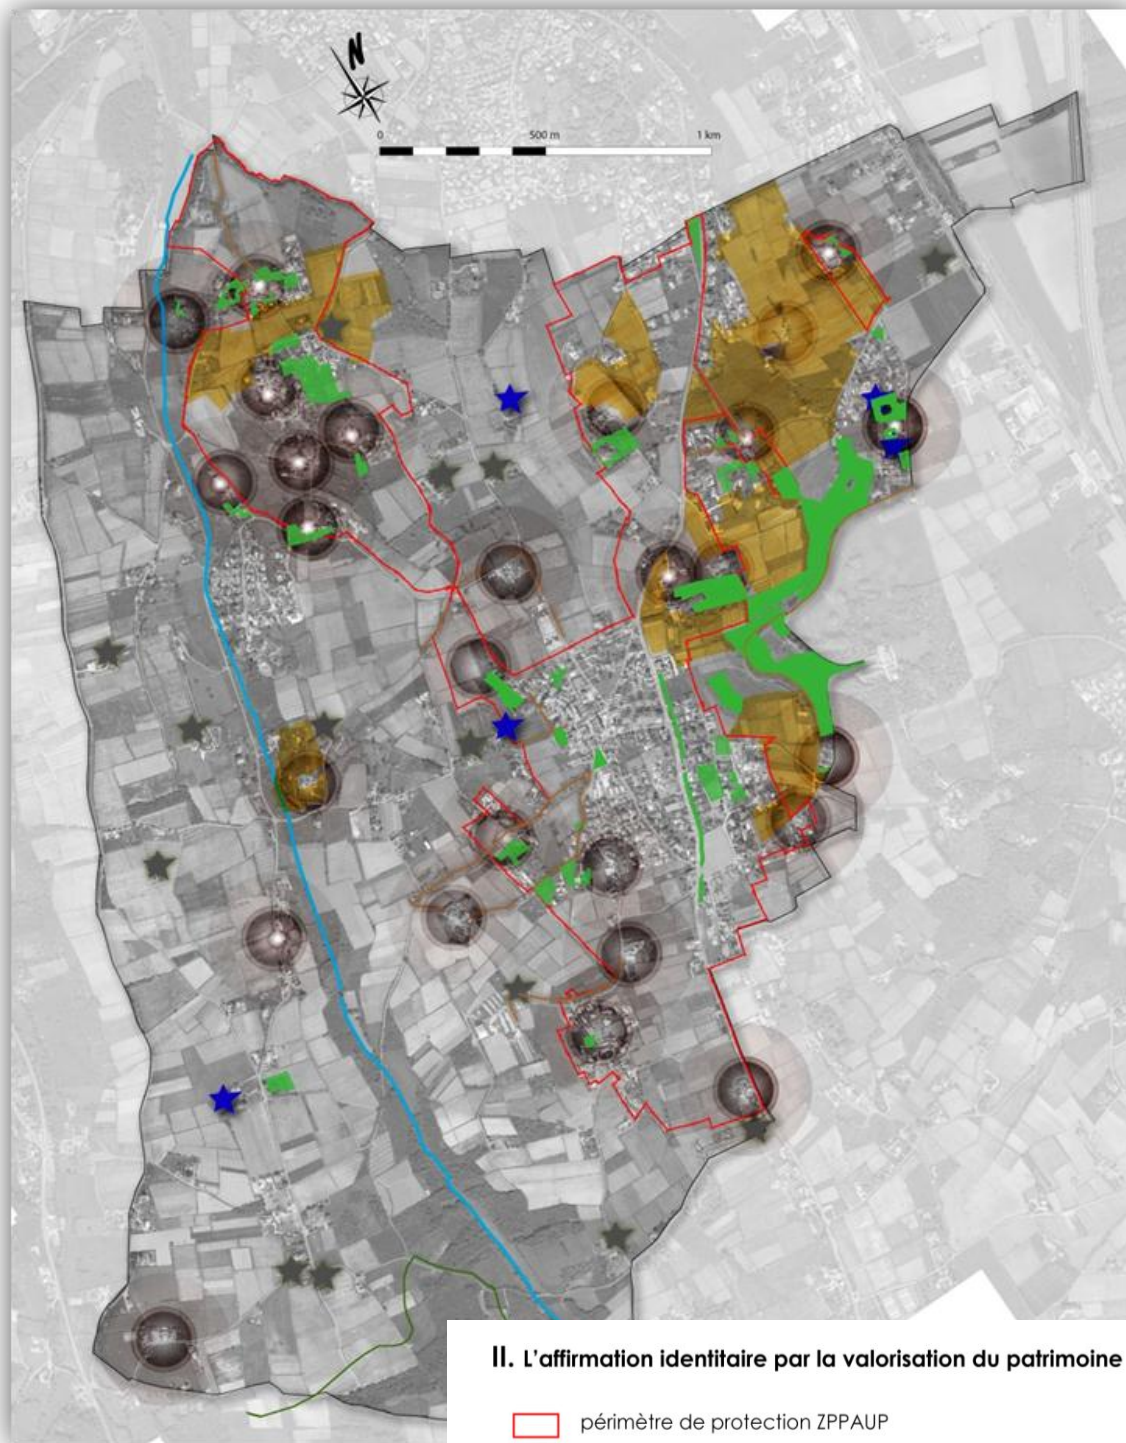 N
0 500 m 1 km
II. L'affirmation identitaire par la valorisation du patrimoine
périmètre de protection ZPPAUP